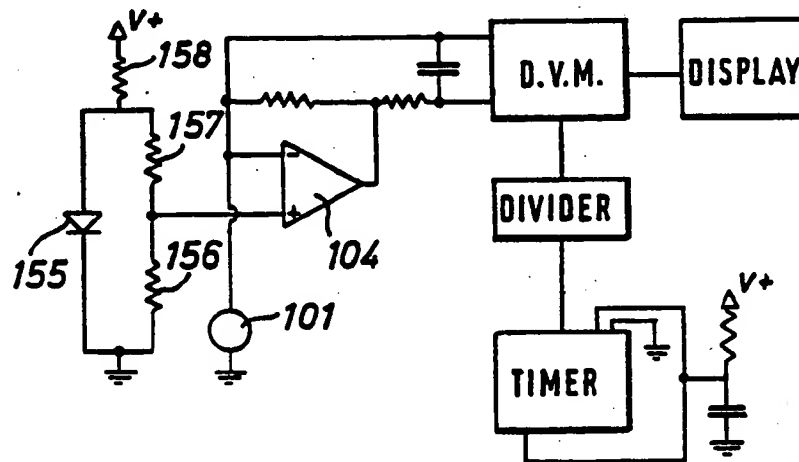 V+
158
157
155
156
-
+
104
101
D.V.M.
DISPLAY
DIVIDER
TIMER
V+